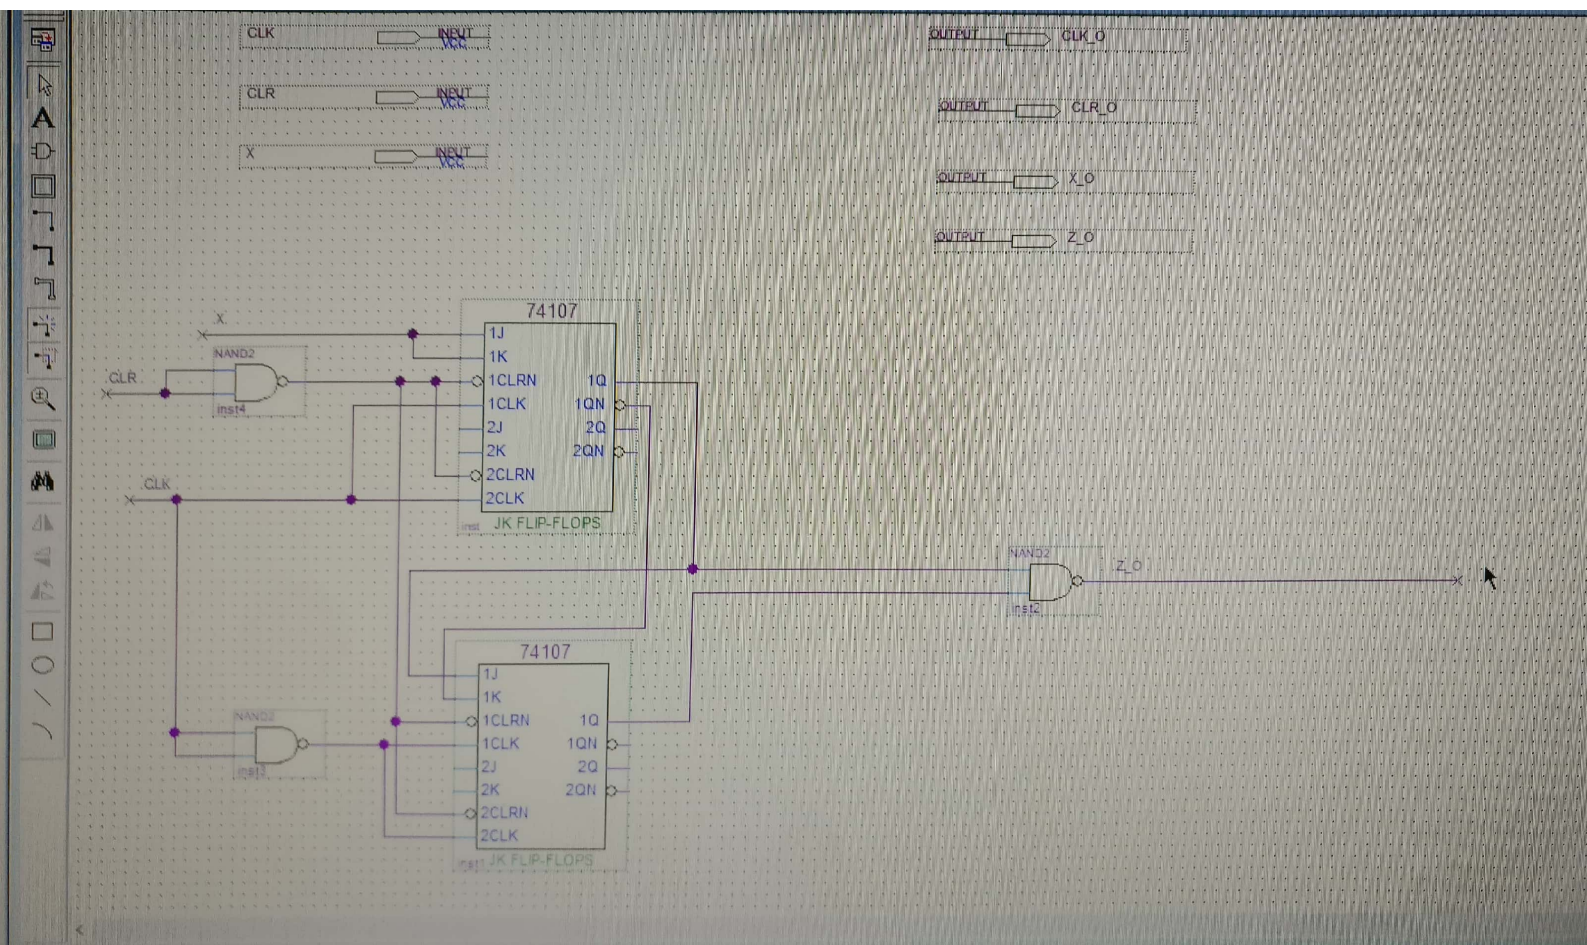 CLK INPUT VCC
CLR INPUT VCC
X INPUT VCC
OUTPUT CLK_O
OUTPUT CLR_O
OUTPUT X_O
OUTPUT Z_O
A
X
NAND2
CLR
inst4
CLK
74107
1J
1K
1CLRN 1Q
1CLK 1QN
2J 2Q
2K 2QN
2CLRN
2CLK
inst JK FLIP-FLOPS
NAND2
Z_O
inst2
74107
1J
1K
1CLRN 1Q
1CLK 1QN
2J 2Q
2K 2QN
2CLRN
2CLK
inst1 JK FLIP-FLOPS
NAND2
inst3